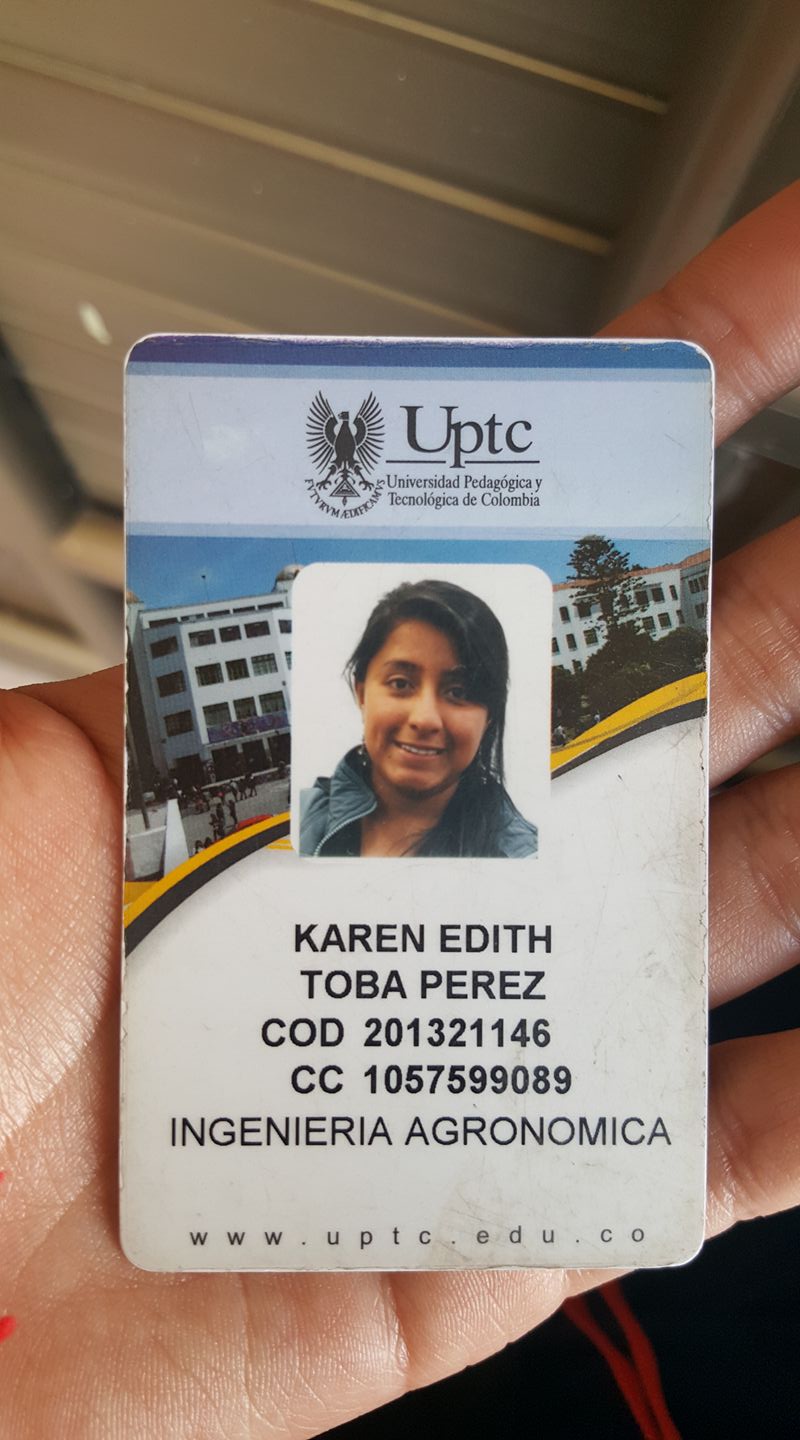 Uptc
Universidad Pedagógica y
Tecnológica de Colombia
FVTVRVM ÆDIFICAMVS
KAREN EDITH
TOBA PEREZ
COD 201321146
CC 1057599089
INGENIERIA AGRONOMICA
www.uptc.edu.co